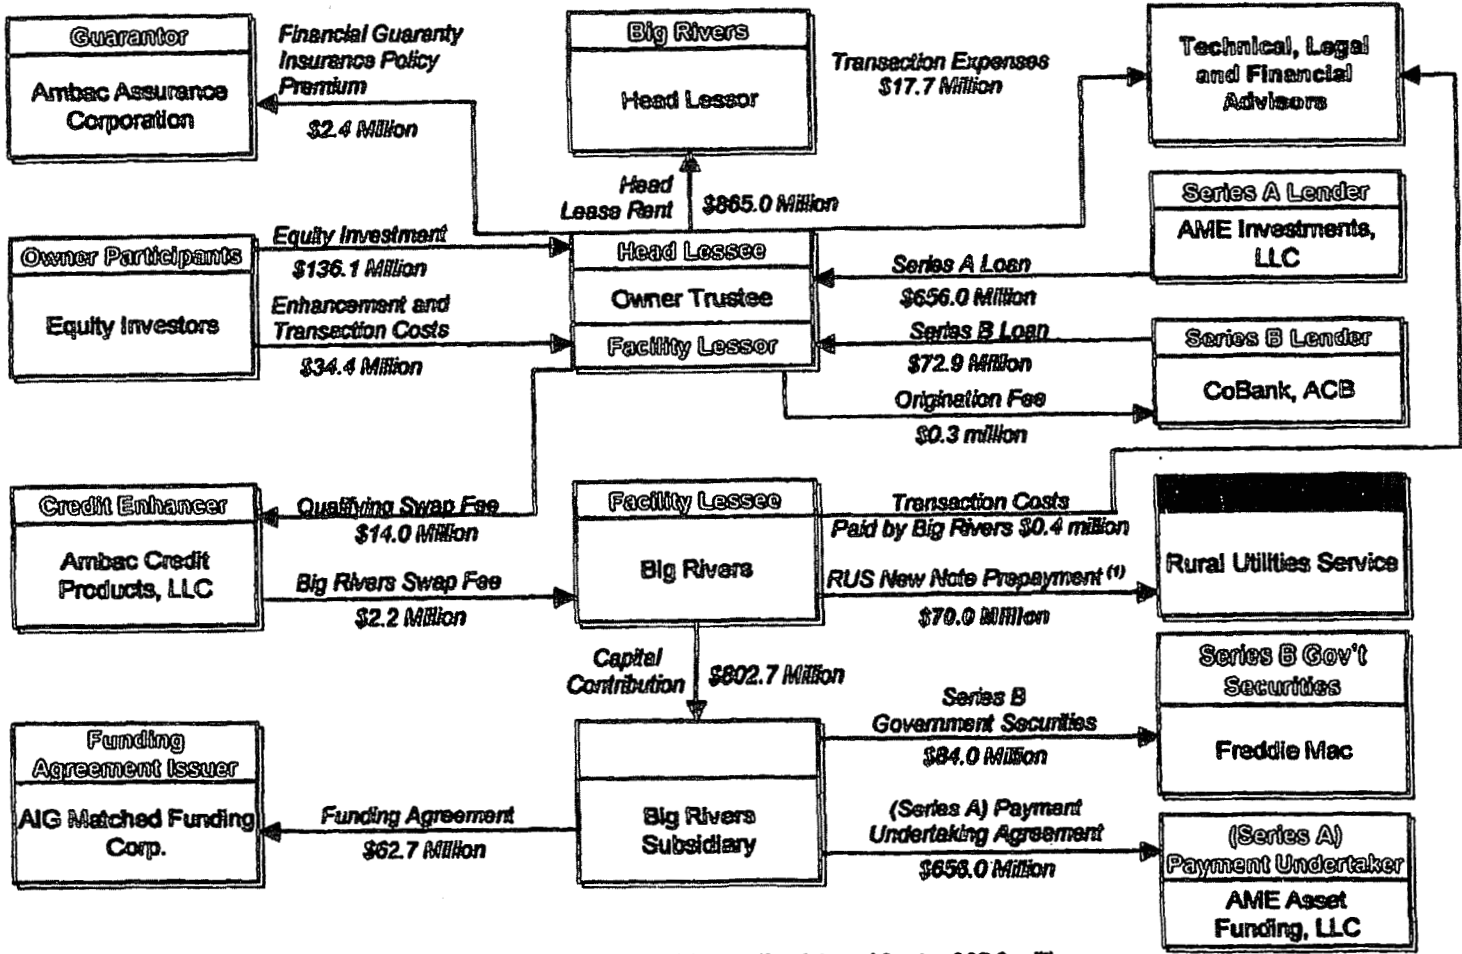 Guarantor
Ambac Assurance
Corporation
Financial Guaranty
Insurance Policy
Premium
$2.4 Million
Big Rivers
Head Lessor
Transaction Expenses
$17.7 Million
Technical, Legal
and Financial
Advisors
Head
Lease Rent
$865.0 Million
Owner Participants
Equity Investors
Equity Investment
$136.1 Million
Enhancement and
Transaction Costs
$34.4 Million
Head Lessee
Owner Trustee
Facility Lessor
Series A Loan
$656.0 Million
Series B Loan
$72.9 Million
Origination Fee
$0.3 million
Series A Lender
AME Investments,
LLC
Series B Lender
CoBank, ACB
Credit Enhancer
Ambac Credit
Products, LLC
Qualifying Swap Fee
$14.0 Million
Big Rivers Swap Fee
$2.2 Million
Facility Lessee
Big Rivers
Transaction Costs
Paid by Big Rivers $0.4 million
RUS New Note Prepayment (1)
$70.0 Million
Rural Utilities Service
Capital
Contribution
$802.7 Million
Series B Gov't
Securities
Freddie Mac
Series B
Government Securities
$84.0 Million
Funding
Agreement Issuer
AIG Matched Funding
Corp.
Funding Agreement
$62.7 Million
Big Rivers
Subsidiary
(Series A) Payment
Undertaking Agreement
$656.0 Million
(Series A)
Payment Undertaker
AME Asset
Funding, LLC